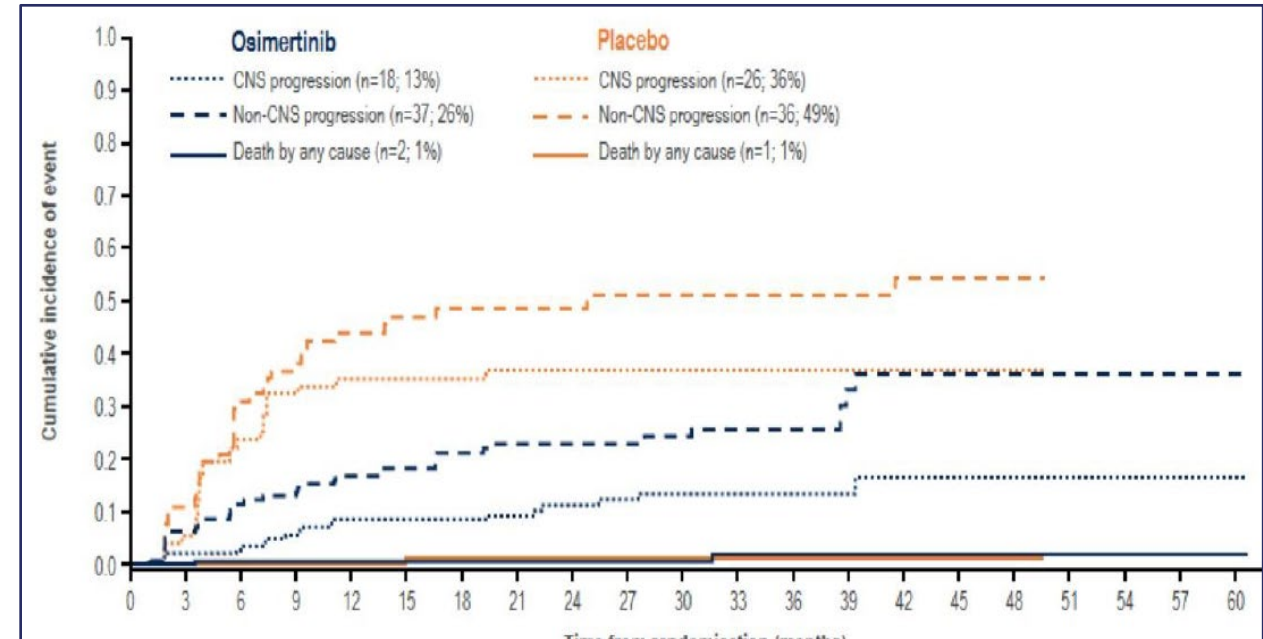 Osimertinib
CNS progression (n=18; 13%)
Non-CNS progression (n=37; 26%)
Death by any cause (n=2; 1%)
Placebo
CNS progression (n=26; 36%)
Non-CNS progression (n=36; 49%)
Death by any cause (n=1; 1%)
Cumulative incidence of event
1.0
0.9
0.8
0.7
0.6
0.5
0.4
0.3
0.2
0.1
0.0
0 3 6 9 12 15 18 21 24 27 30 33 36 39 42 45 48 51 54 57 60
Time from randomisation (months)